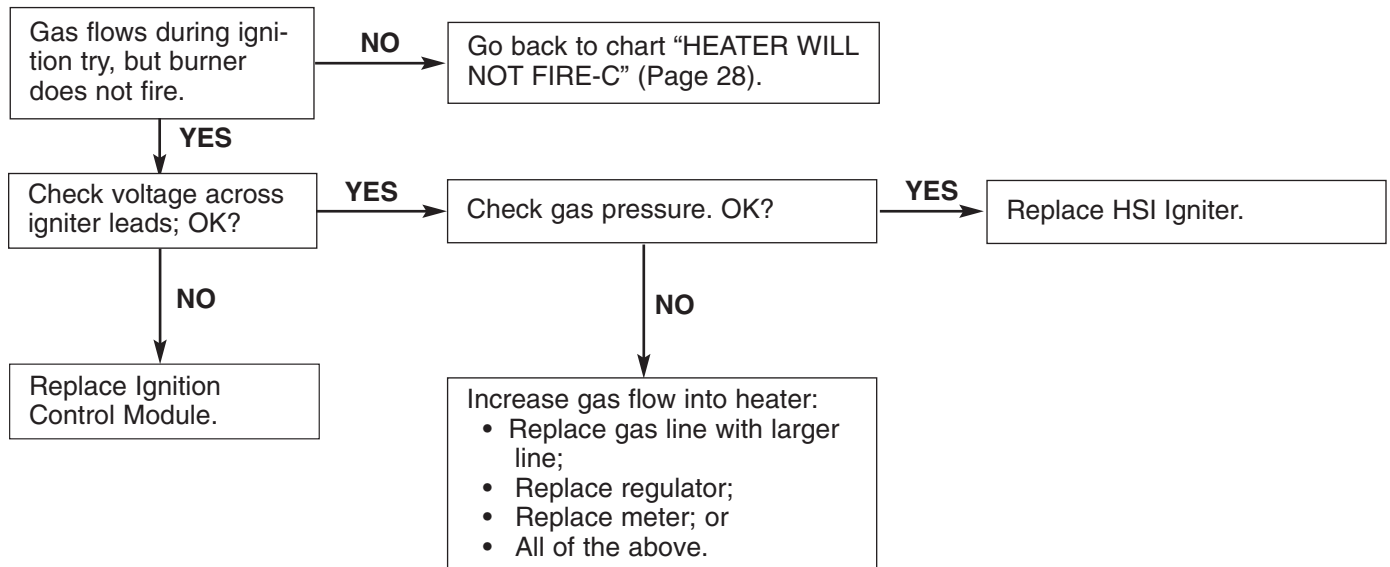 Gas flows during igni-
tion try, but burner
does not fire.
NO
Go back to chart “HEATER WILL
NOT FIRE-C” (Page 28).
YES
Check voltage across
igniter leads; OK?
YES
Check gas pressure. OK?
YES
Replace HSI Igniter.
NO
Replace Ignition
Control Module.
NO
Increase gas flow into heater:
• Replace gas line with larger
line;
• Replace regulator;
• Replace meter; or
• All of the above.